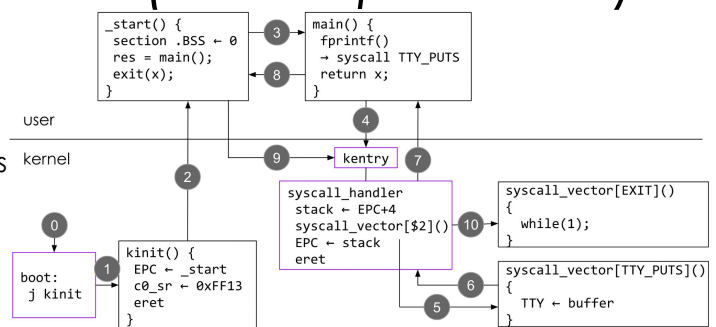 _start() {
section .BSS ← 0
res = main();
exit(x);
}
3
8
main() {
fprintf()
→ syscall TTY_PUTS
return x;
}
user
4
kernel
2
9
kentry
7
syscall_handler
stack ← EPC+4
syscall_vector[$2]()
EPC ← stack
eret
10
syscall_vector[EXIT]()
{
while(1);
}
0
boot:
j kinit
1
kinit() {
EPC ← _start
c0_sr ← 0xFF13
eret
}
6
5
syscall_vector[TTY_PUTS]()
{
TTY ← buffer
}